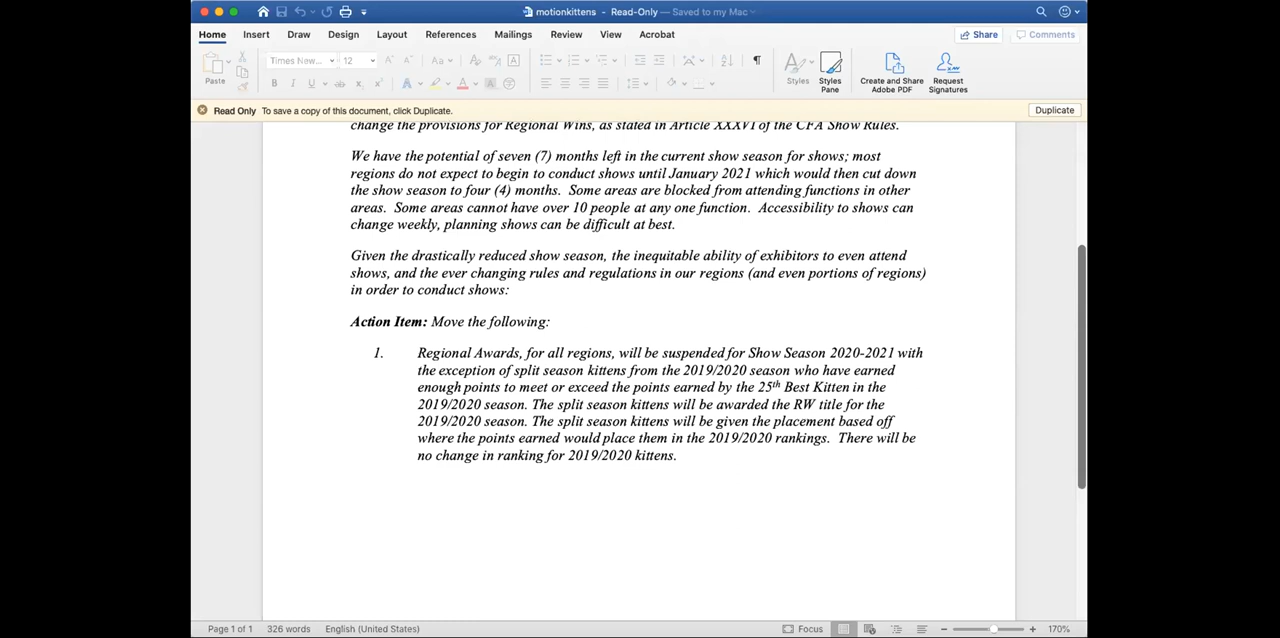 motionkittens - Read-Only — Saved to my Mac
Home Insert Draw Design Layout References Mailings Review View Acrobat Share Comments
Paste Times New... 12 Aa A Styles Styles Pane Create and Share Adobe PDF Request Signatures
B I U ab x x A A A
Read Only To save a copy of this document, click Duplicate. Duplicate
change the provisions for Regional Wins, as stated in Article XXXVI of the CFA Show Rules.
We have the potential of seven (7) months left in the current show season for shows; most
regions do not expect to begin to conduct shows until January 2021 which would then cut down
the show season to four (4) months. Some areas are blocked from attending functions in other
areas. Some areas cannot have over 10 people at any one function. Accessibility to shows can
change weekly, planning shows can be difficult at best.
Given the drastically reduced show season, the inequitable ability of exhibitors to even attend
shows, and the ever changing rules and regulations in our regions (and even portions of regions)
in order to conduct shows:
Action Item: Move the following:
1. Regional Awards, for all regions, will be suspended for Show Season 2020-2021 with
the exception of split season kittens from the 2019/2020 season who have earned
enough points to meet or exceed the points earned by the 25th Best Kitten in the
2019/2020 season. The split season kittens will be awarded the RW title for the
2019/2020 season. The split season kittens will be given the placement based off
where the points earned would place them in the 2019/2020 rankings. There will be
no change in ranking for 2019/2020 kittens.
Page 1 of 1 326 words English (United States) Focus 170%